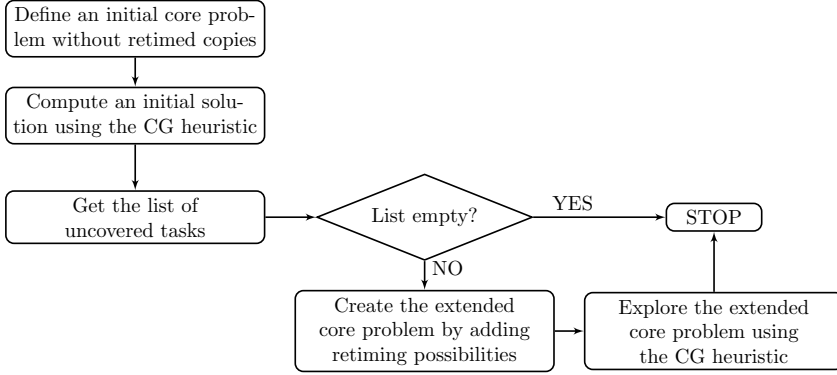 Define an initial core prob-
lem without retimed copies
Compute an initial solu-
tion using the CG heuristic
Get the list of
uncovered tasks
List empty?
YES
STOP
NO
Create the extended
core problem by adding
retiming possibilities
Explore the extended
core problem using
the CG heuristic